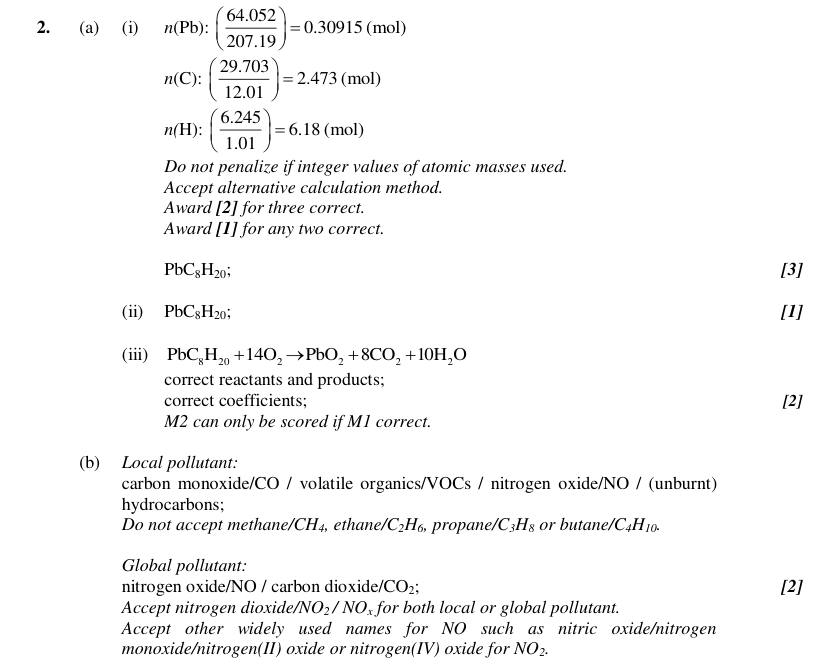 2. (a) (i) n(Pb): (64.052/207.19) = 0.30915 (mol)
n(C): (29.703/12.01) = 2.473 (mol)
n(H): (6.245/1.01) = 6.18 (mol)
Do not penalize if integer values of atomic masses used.
Accept alternative calculation method.
Award [2] for three correct.
Award [1] for any two correct.
PbC₈H₂₀; [3]
(ii) PbC₈H₂₀; [1]
(iii) PbC₈H₂₀ + 14O₂ → PbO₂ + 8CO₂ + 10H₂O
correct reactants and products;
correct coefficients; [2]
M2 can only be scored if M1 correct.
(b) Local pollutant:
carbon monoxide/CO / volatile organics/VOCs / nitrogen oxide/NO / (unburnt)
hydrocarbons;
Do not accept methane/CH₄, ethane/C₂H₆, propane/C₃H₈ or butane/C₄H₁₀.
Global pollutant:
nitrogen oxide/NO / carbon dioxide/CO₂; [2]
Accept nitrogen dioxide/NO₂ / NOₓ for both local or global pollutant.
Accept other widely used names for NO such as nitric oxide/nitrogen
monoxide/nitrogen(II) oxide or nitrogen(IV) oxide for NO₂.